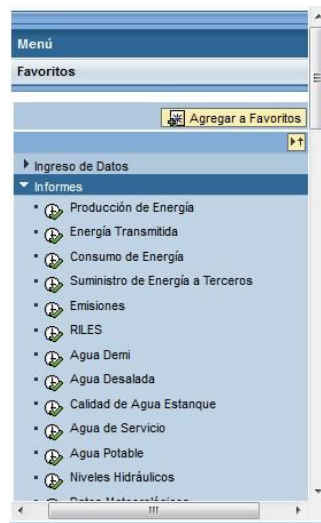 Menú
Favoritos
Agregar a Favoritos
Ingreso de Datos
Informes
Producción de Energía
Energía Transmitida
Consumo de Energía
Suministro de Energía a Terceros
Emisiones
RILES
Agua Demi
Agua Desalada
Calidad de Agua Estanque
Agua de Servicio
Agua Potable
Niveles Hidráulicos